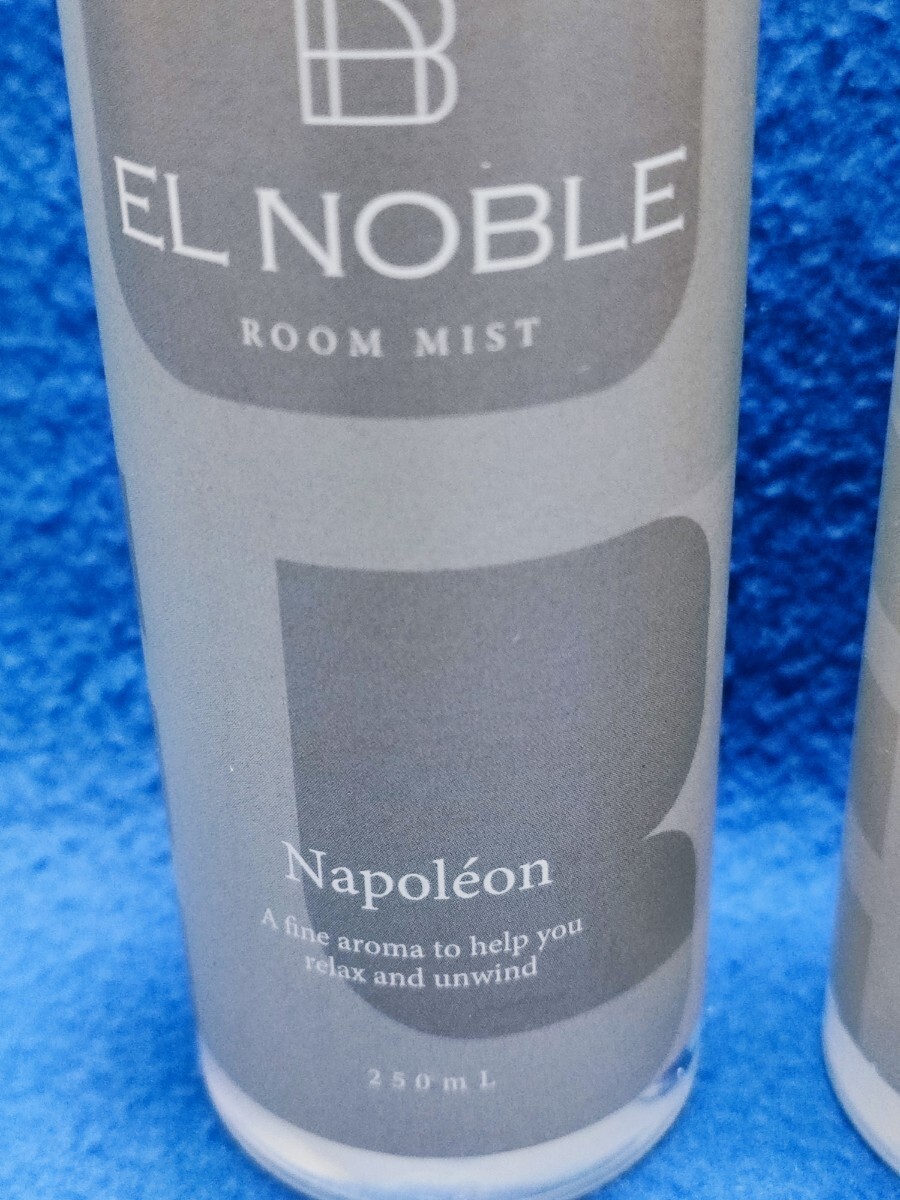 EL NOBLE
ROOM MIST
Napoléon
A fine aroma to help you
relax and unwind
250mL